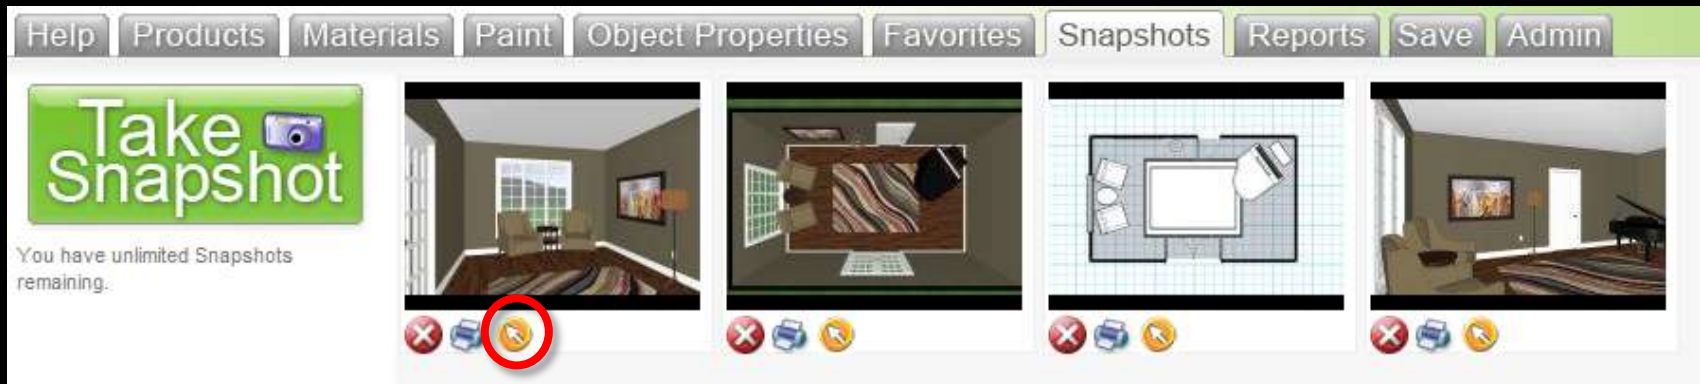 Help Products Materials Paint Object Properties Favorites Snapshots Reports Save Admin
Take
Snapshot
You have unlimited Snapshots
remaining.